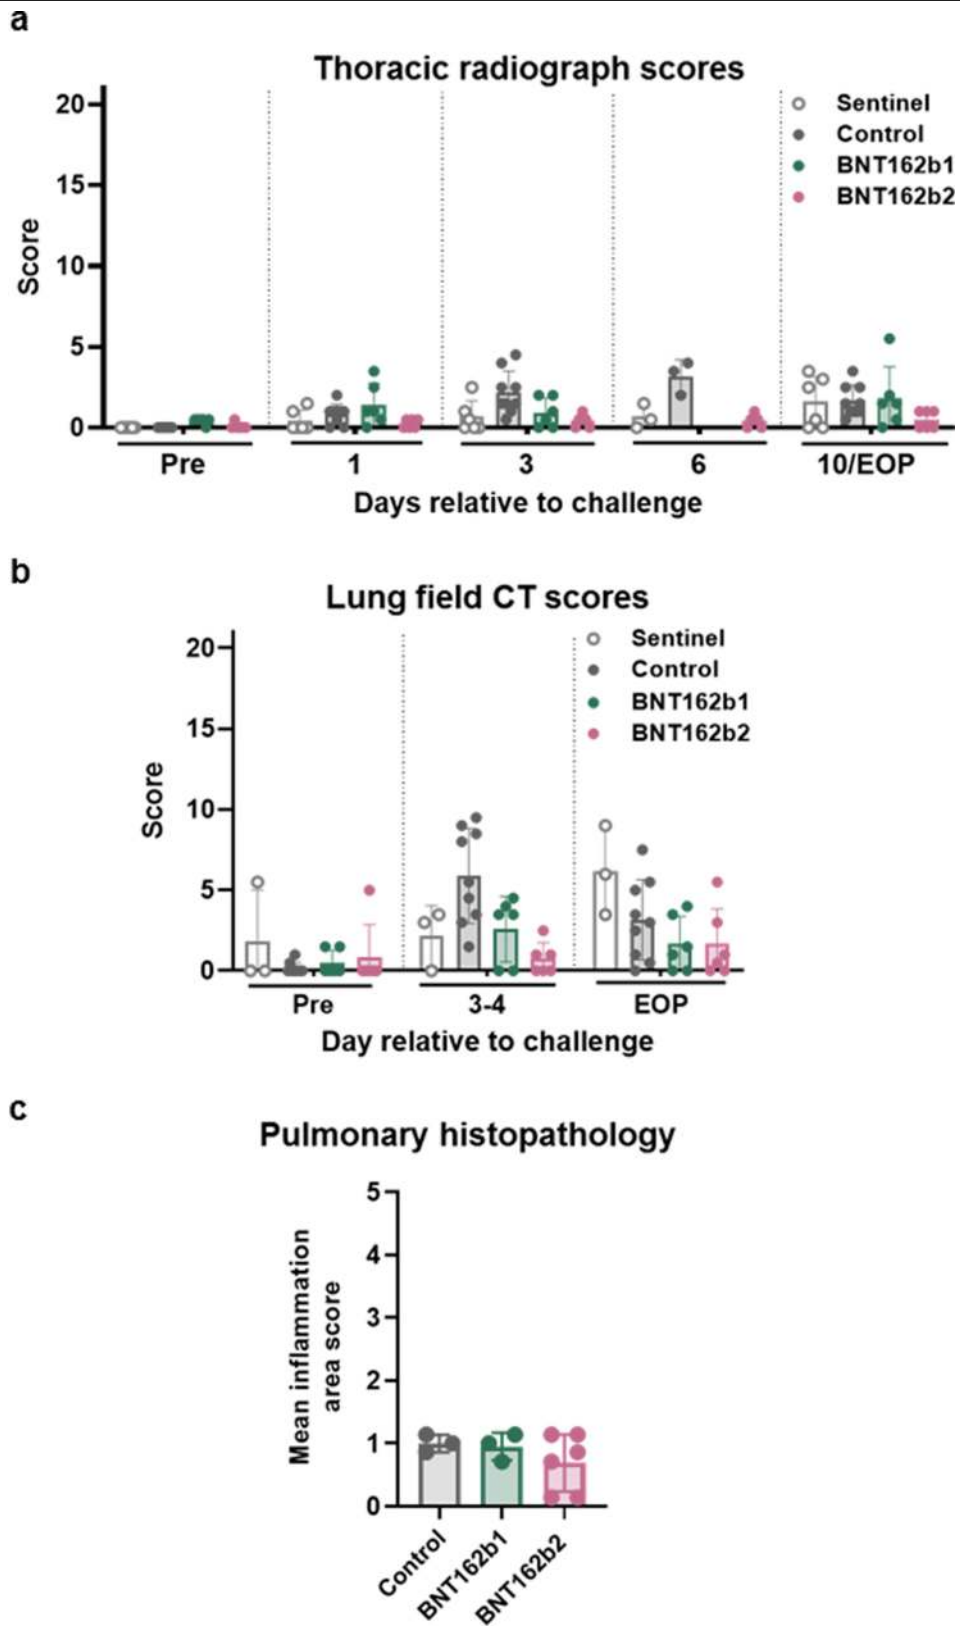 a
Thoracic radiograph scores
Sentinel
Control
BNT162b1
BNT162b2
20
15
10
5
0
Score
Pre 1 3 6 10/EOP
Days relative to challenge
b
Lung field CT scores
Sentinel
Control
BNT162b1
BNT162b2
20
15
10
5
0
Score
Pre 3-4 EOP
Day relative to challenge
c
Pulmonary histopathology
5
4
3
2
1
0
Mean inflammation
area score
Control BNT162b1 BNT162b2